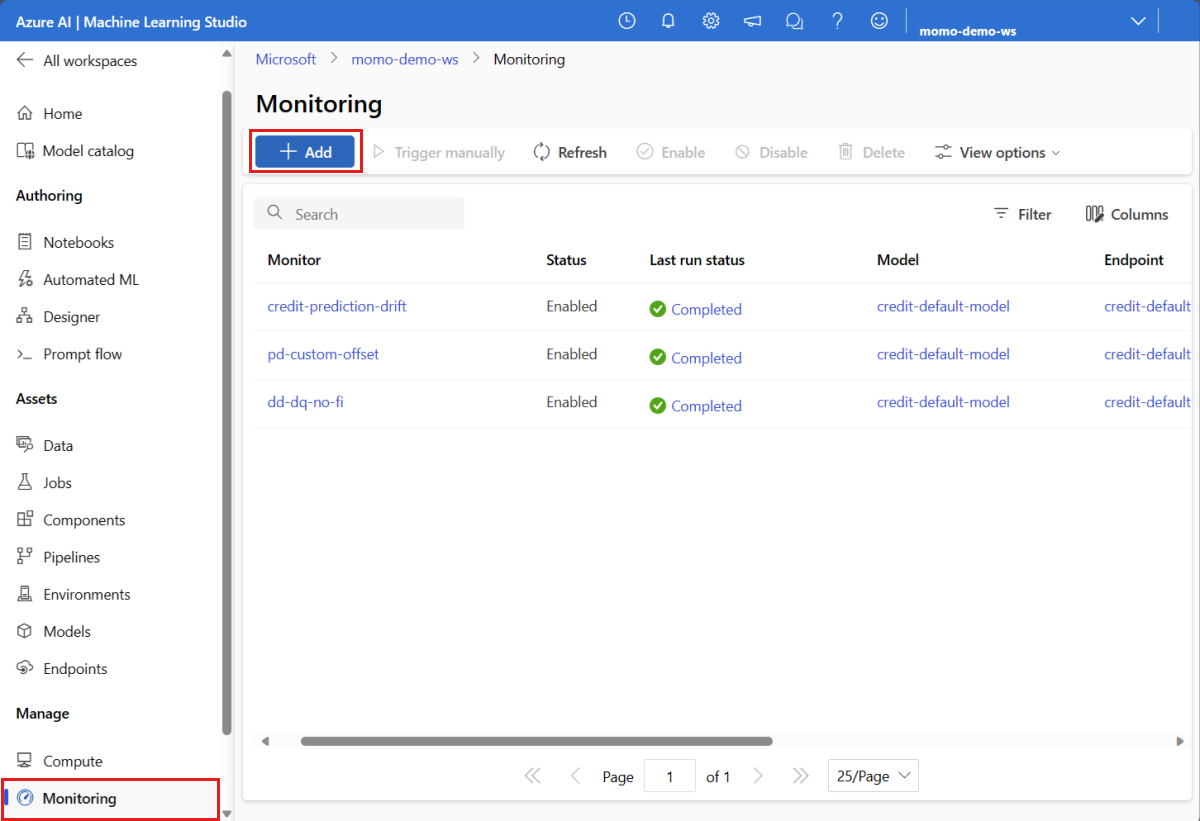 Azure AI | Machine Learning Studio
momo-demo-ws
All workspaces
Home
Model catalog
Authoring
Notebooks
Automated ML
Designer
Prompt flow
Assets
Data
Jobs
Components
Pipelines
Environments
Models
Endpoints
Manage
Compute
Monitoring
Microsoft > momo-demo-ws > Monitoring
Monitoring
+ Add Trigger manually Refresh Enable Disable Delete View options
Search Filter Columns
Monitor Status Last run status Model Endpoint
credit-prediction-drift Enabled Completed credit-default-model credit-default
pd-custom-offset Enabled Completed credit-default-model credit-default
dd-dq-no-fi Enabled Completed credit-default-model credit-default
Page 1 of 1 25/Page